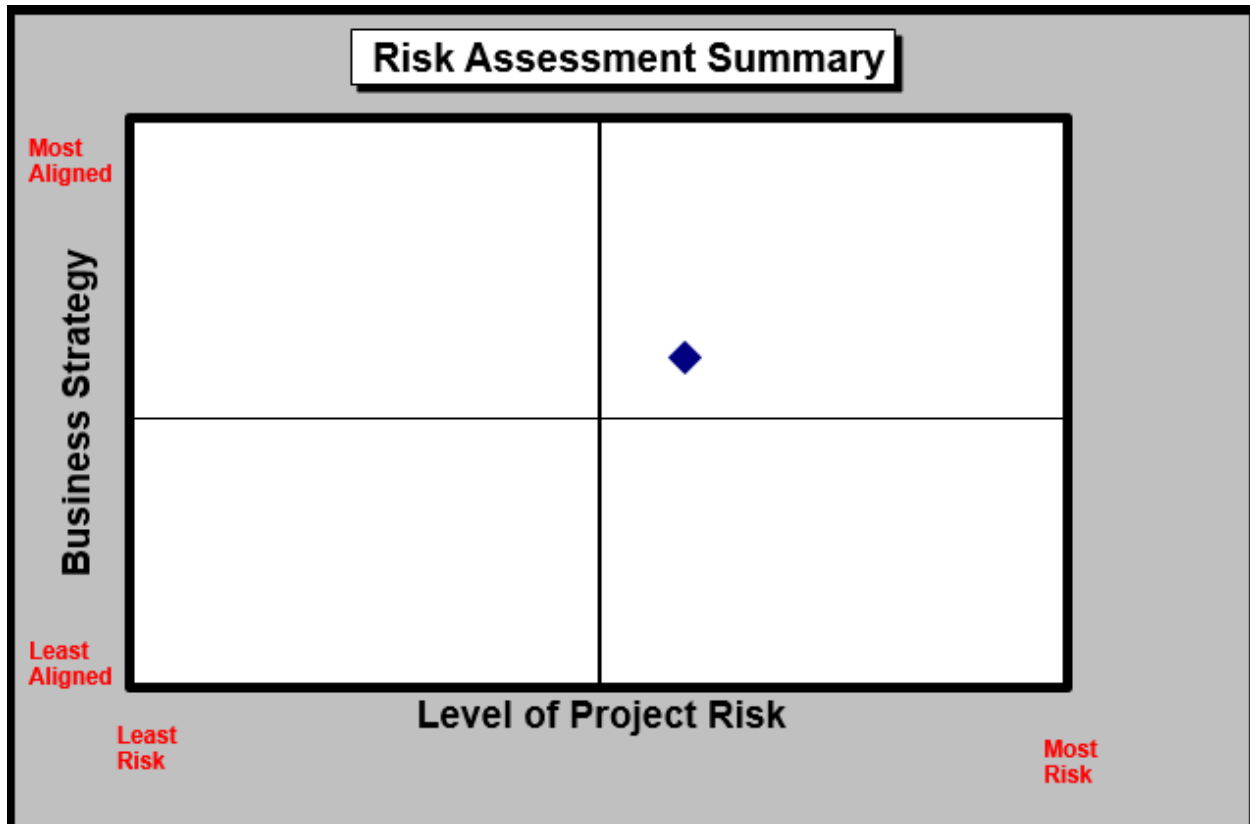 Risk Assessment Summary
Most
Aligned
Business Strategy
Least
Aligned
Level of Project Risk
Least
Risk
Most
Risk